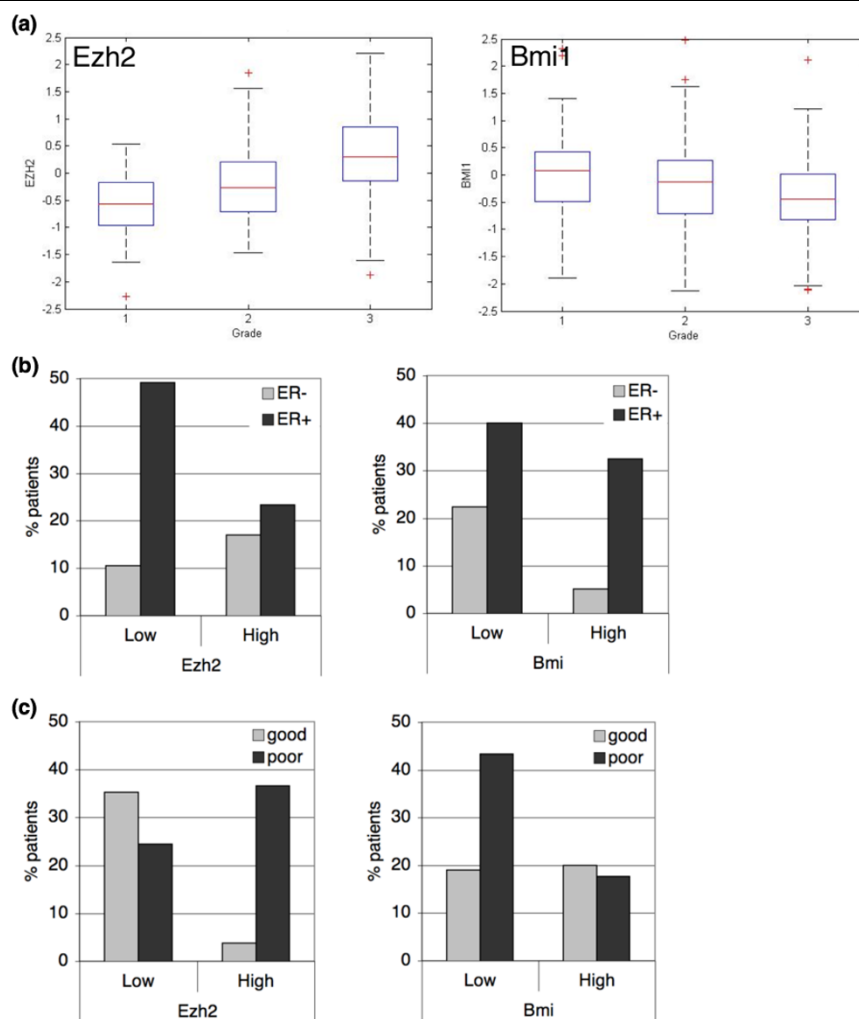 (a)
Ezh2
2.5
2
1.5
1
0.5
0
-0.5
-1
-1.5
-2
-2.5
EZH2
1 2 3
Grade
Bmi1
2.5
2
1.5
1
0.5
0
-0.5
-1
-1.5
-2
-2.5
BMI1
1 2 3
Grade
(b)
50
40
30
20
10
0
% patients
ER-
ER+
Low High
Ezh2
50
40
30
20
10
0
% patients
ER-
ER+
Low High
Bmi
(c)
50
40
30
20
10
0
% patients
good
poor
Low High
Ezh2
50
40
30
20
10
0
% patients
good
poor
Low High
Bmi